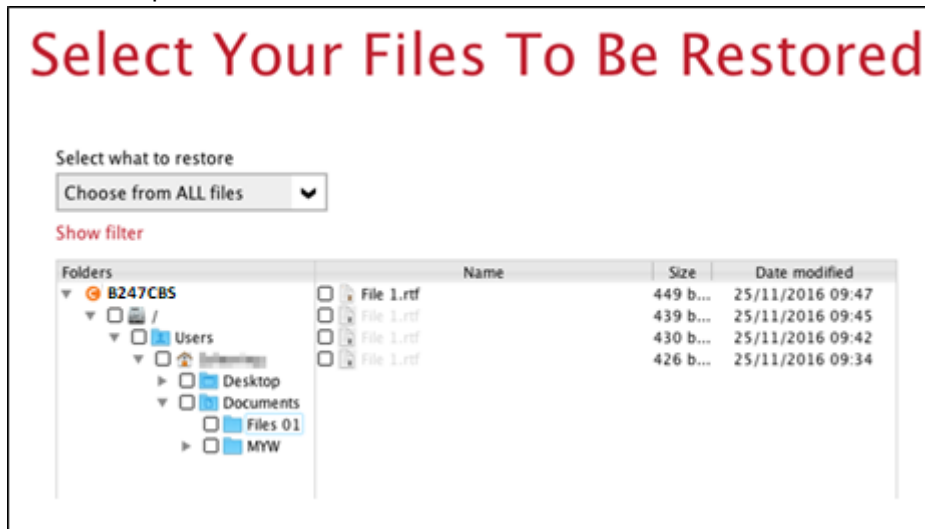 Select Your Files To Be Restored
Select what to restore
Choose from ALL files
Show filter
Folders Name Size Date modified
B247CBS File 1.rtf 449 b... 25/11/2016 09:47
/ File 1.rtf 439 b... 25/11/2016 09:45
Users File 1.rtf 430 b... 25/11/2016 09:42
File 1.rtf 426 b... 25/11/2016 09:34
Desktop
Documents
Files 01
MYW